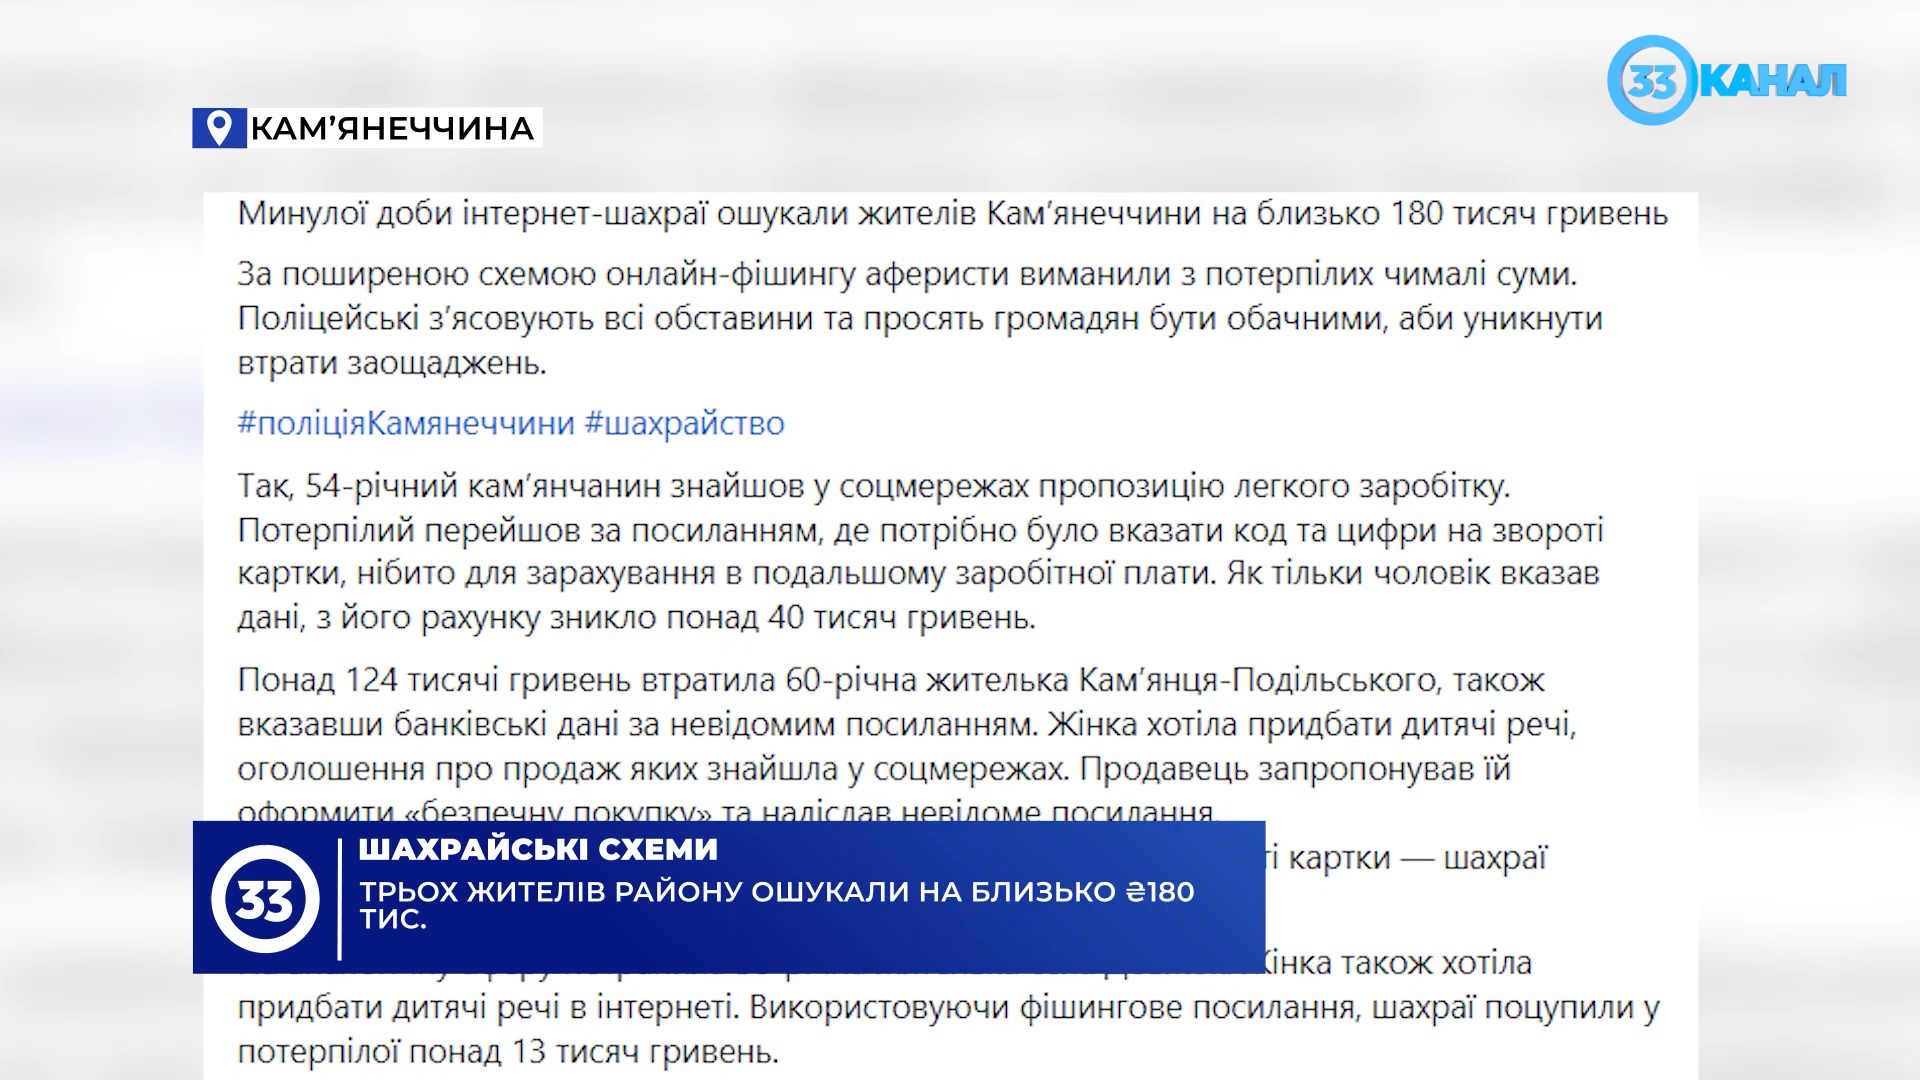 33 КАНАЛ
КАМ’ЯНЕЧЧИНА
Минулої доби інтернет-шахраї ошукали жителів Кам’янеччини на близько 180 тисяч гривень
За поширеною схемою онлайн-фішингу аферисти виманили з потерпілих чималі суми.
Поліцейські з’ясовують всі обставини та просять громадян бути обачними, аби уникнути
втрати заощаджень.
#поліціяКамянеччини #шахрайство
Так, 54-річний кам’янчанин знайшов у соцмережах пропозицію легкого заробітку.
Потерпілий перейшов за посиланням, де потрібно було вказати код та цифри на звороті
картки, нібито для зарахування в подальшому заробітної плати. Як тільки чоловік вказав
дані, з його рахунку зникло понад 40 тисяч гривень.
Понад 124 тисячі гривень втратила 60-річна жителька Кам’янця-Подільського, також
вказавши банківські дані за невідомим посиланням. Жінка хотіла придбати дитячі речі,
оголошення про продаж яких знайшла у соцмережах. Продавець запропонував їй
оформити «безпечну покупку» та надіслав невідоме посилання.
картки — шахраї
33
ШАХРАЙСЬКІ СХЕМИ
ТРЬОХ ЖИТЕЛІВ РАЙОНУ ОШУКАЛИ НА БЛИЗЬКО ₴180
ТИС.
Жінка також хотіла
придбати дитячі речі в інтернеті. Використовуючи фішингове посилання, шахраї поцупили у
потерпілої понад 13 тисяч гривень.